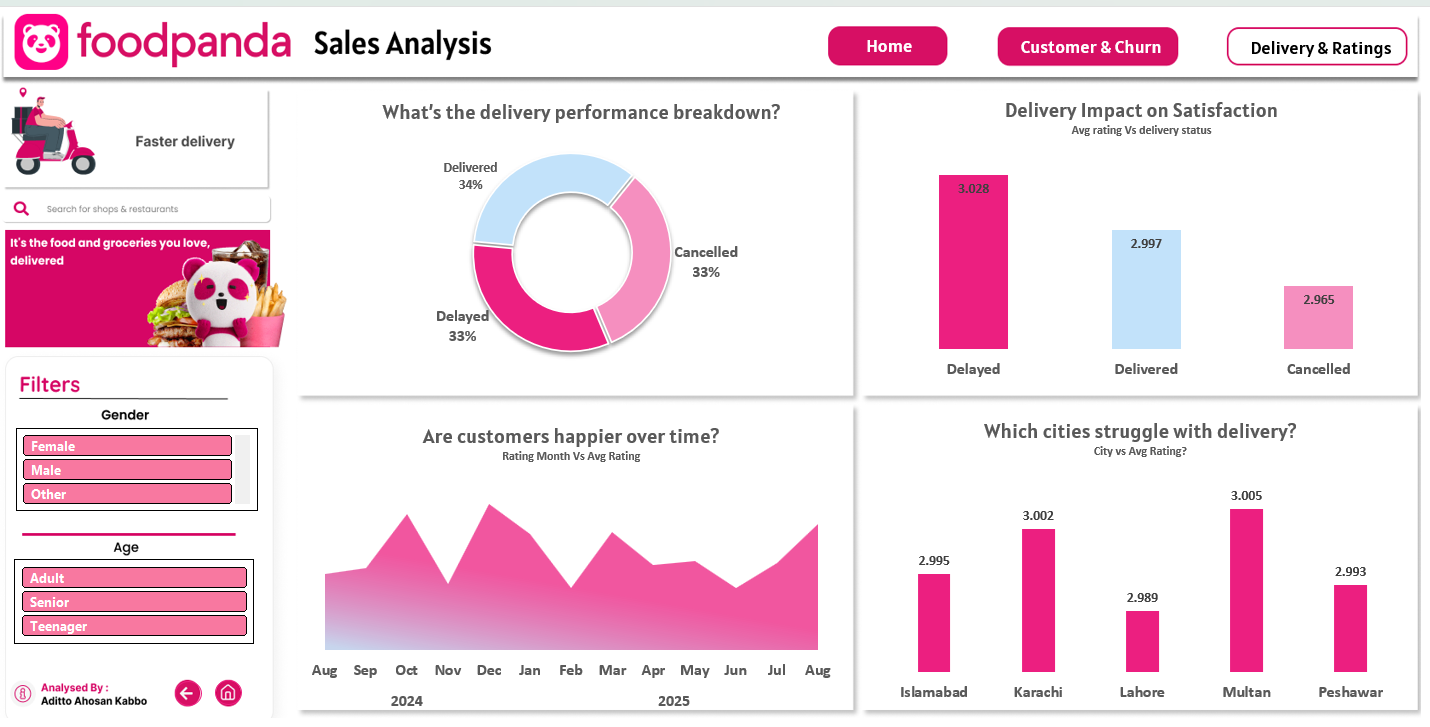 foodpanda Sales Analysis
Home
Customer & Churn
Delivery & Ratings
Faster delivery
Search for shops & restaurants
It's the food and groceries you love,
delivered
Filters
Gender
Female
Male
Other
Age
Adult
Senior
Teenager
Analysed By :
Aditto Ahosan Kabbo
What's the delivery performance breakdown?
Delivered
34%
Cancelled
33%
Delayed
33%
Delivery Impact on Satisfaction
Avg rating Vs delivery status
3.028
2.997
2.965
Delayed
Delivered
Cancelled
Are customers happier over time?
Rating Month Vs Avg Rating
Aug Sep Oct Nov Dec Jan Feb Mar Apr May Jun Jul Aug
2024 2025
Which cities struggle with delivery?
City vs Avg Rating?
2.995
3.002
2.989
3.005
2.993
Islamabad Karachi Lahore Multan Peshawar